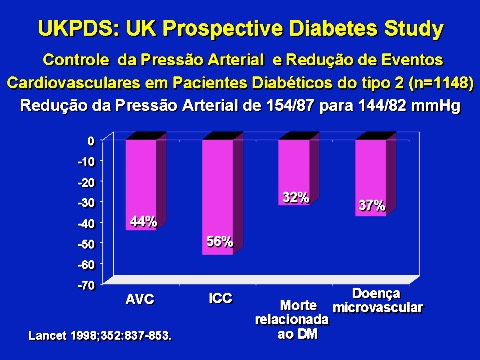 UKPDS: UK Prospective Diabetes Study
Controle da Pressão Arterial e Redução de Eventos
Cardiovasculares em Pacientes Diabéticos do tipo 2 (n=1148)
Redução da Pressão Arterial de 154/87 para 144/82 mmHg
0
-10
-20
-30
-40
-50
-60
-70
44%
56%
32%
37%
AVC
ICC
Morte
relacionada
ao DM
Doença
microvascular
Lancet 1998;352:837-853.